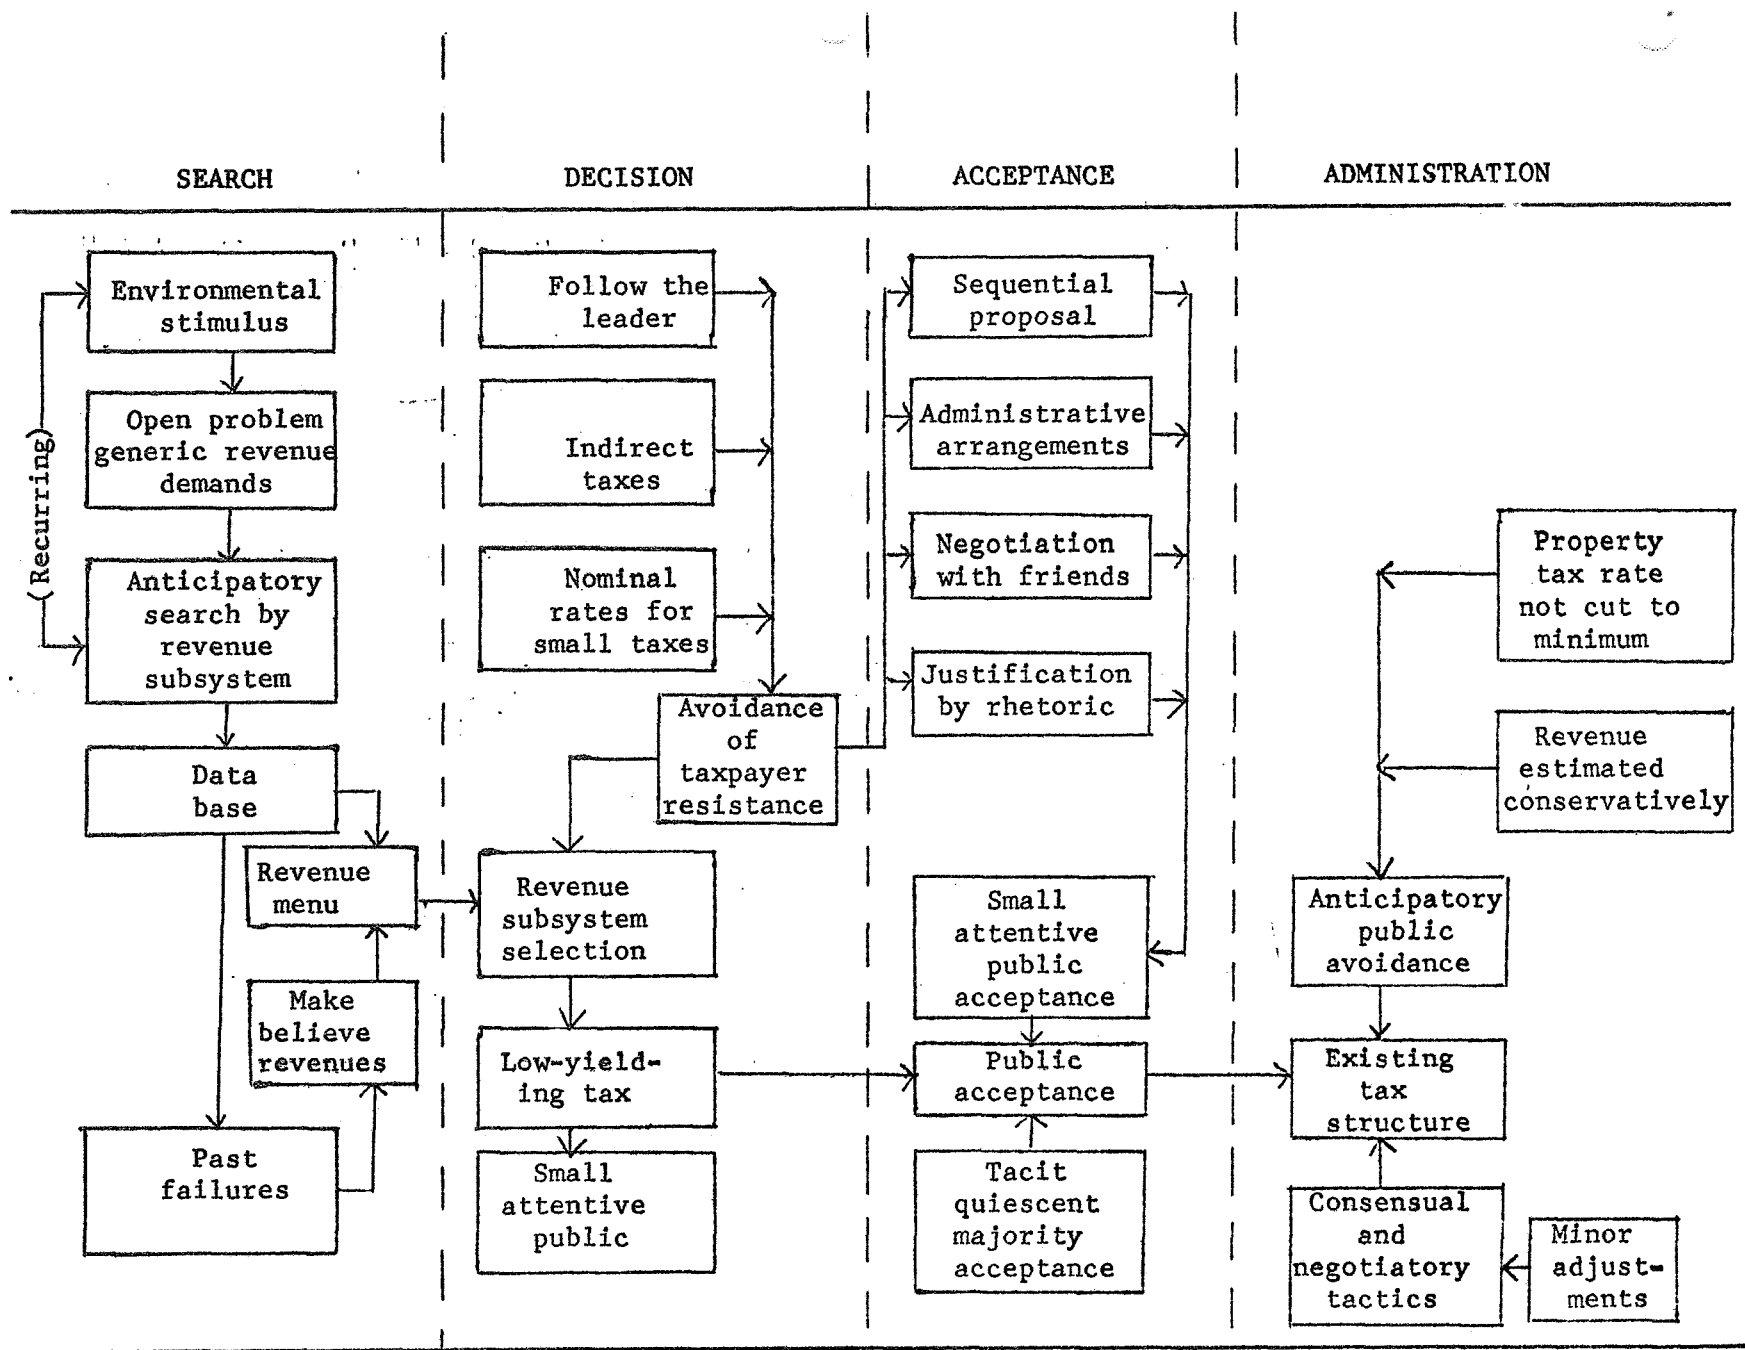 SEARCH
DECISION
ACCEPTANCE
ADMINISTRATION
Environmental
stimulus
Open problem
generic revenue
demands
(Recurring)
Anticipatory
search by
revenue
subsystem
Data
base
Revenue
menu
Make
believe
revenues
Past
failures
Follow the
leader
Indirect
taxes
Nominal
rates for
small taxes
Avoidance
of
taxpayer
resistance
Revenue
subsystem
selection
Low-yield-
ing tax
Small
attentive
public
Sequential
proposal
Administrative
arrangements
Negotiation
with friends
Justification
by rhetoric
Small
attentive
public
acceptance
Public
acceptance
Tacit
quiescent
majority
acceptance
Property
tax rate
not cut to
minimum
Revenue
estimated
conservatively
Anticipatory
public
avoidance
Existing
tax
structure
Consensual
and
negotiatory
tactics
Minor
adjust-
ments